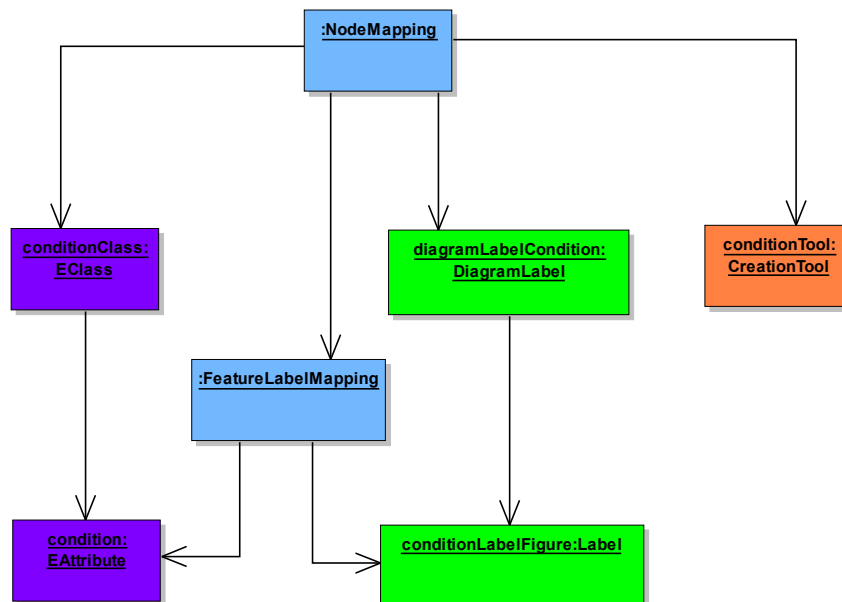 :NodeMapping
conditionClass:
EClass
diagramLabelCondition:
DiagramLabel
conditionTool:
CreationTool
:FeatureLabelMapping
condition:
EAttribute
conditionLabelFigure:Label